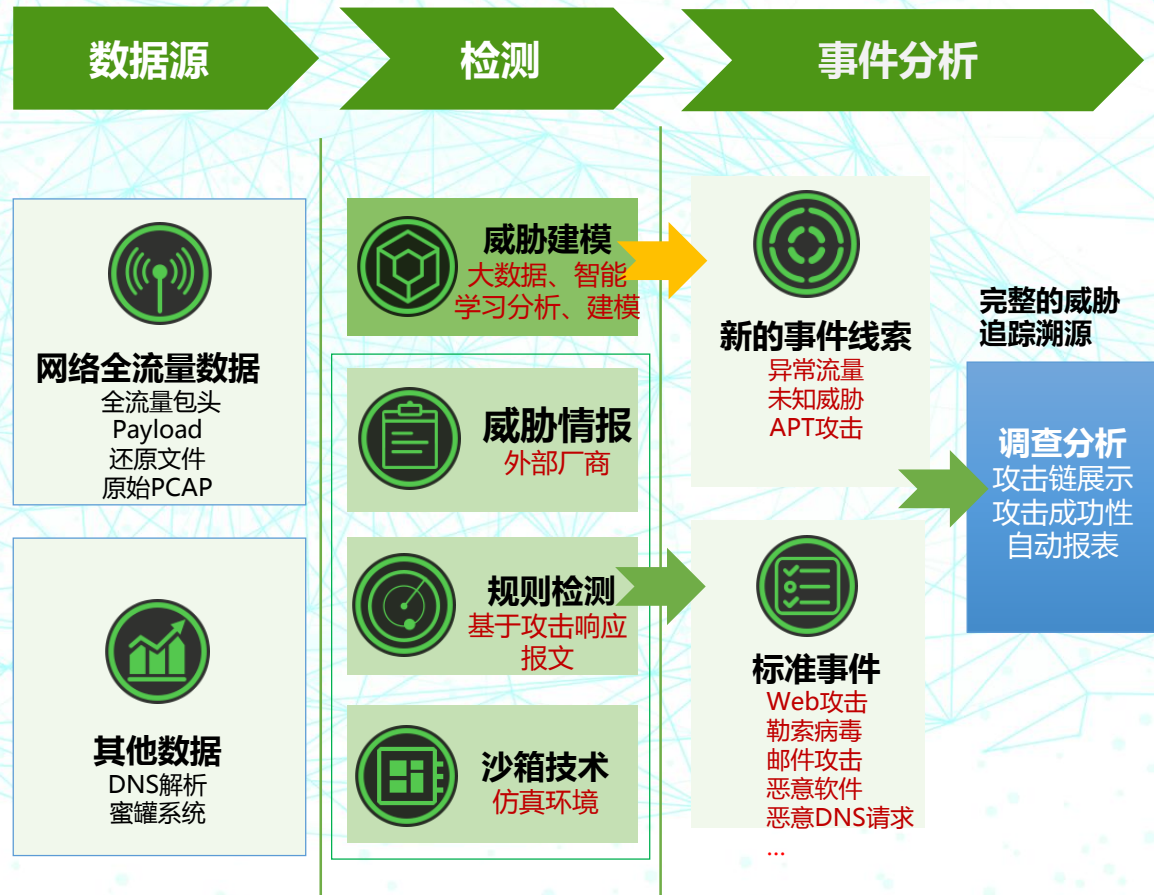 数据源
检测
事件分析
网络全流量数据
全流量包头
Payload
还原文件
原始PCAP
其他数据
DNS解析
蜜罐系统
威胁建模
大数据、智能
学习分析、建模
威胁情报
外部厂商
规则检测
基于攻击响应
报文
沙箱技术
仿真环境
新的事件线索
异常流量
未知威胁
APT攻击
标准事件
Web攻击
勒索病毒
邮件攻击
恶意软件
恶意DNS请求
...
完整的威胁
追踪溯源
调查分析
攻击链展示
攻击成功性
自动报表